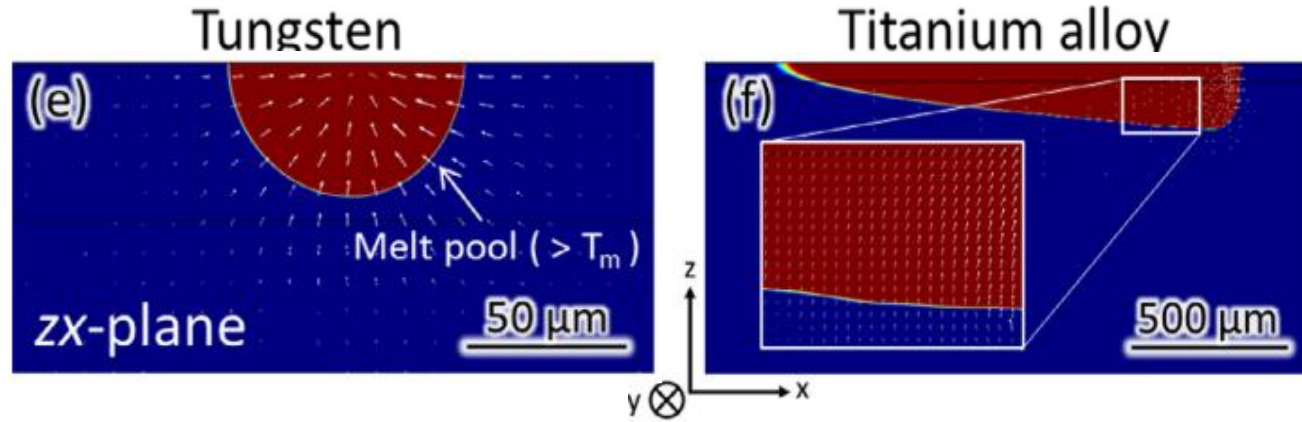 Tungsten
Titanium alloy
(e)
(f)
Melt pool ( > Tm )
zx-plane
50 μm
500 μm
z
y
x